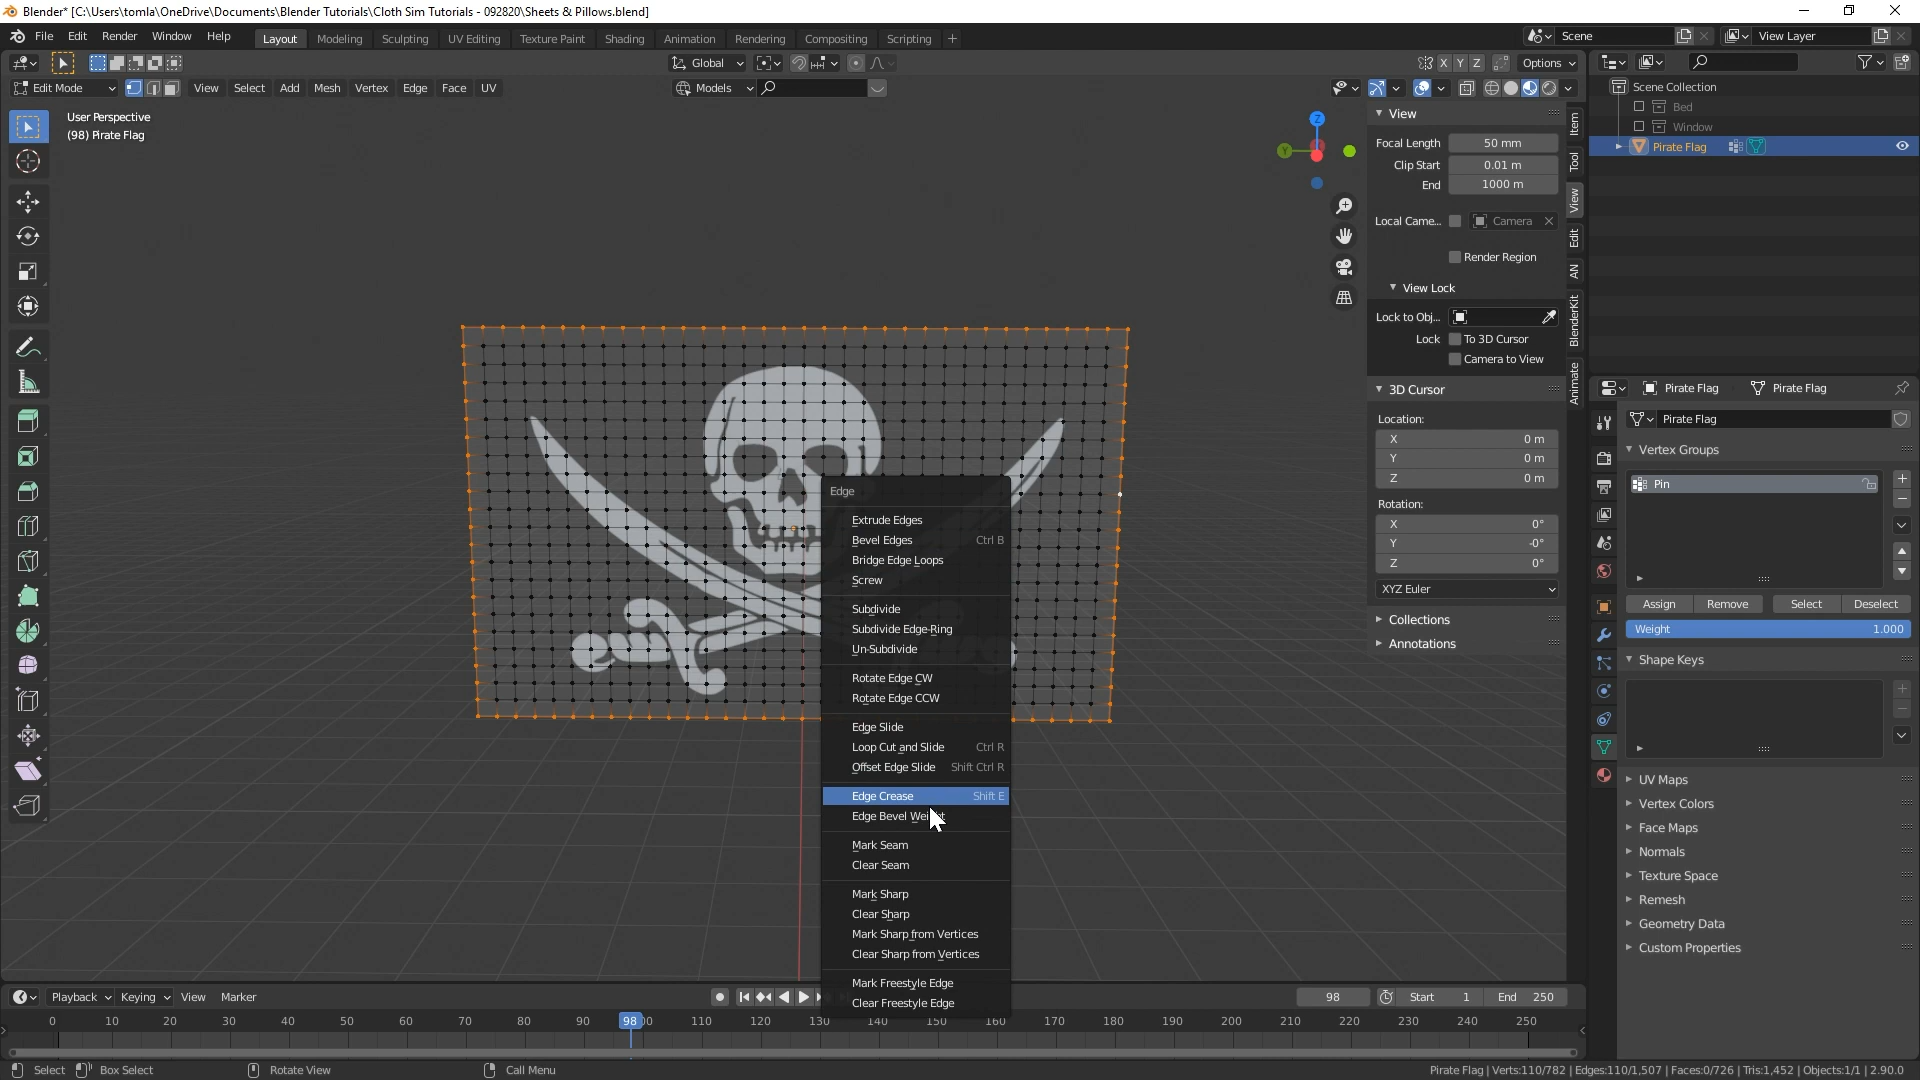 Blender* [C:\Users\tomla\OneDrive\Documents\Blender Tutorials\Cloth Sim Tutorials - 092820\Sheets & Pillows.blend]
File Edit Render Window Help Layout Modeling Sculpting UV Editing Texture Paint Shading Animation Rendering Compositing Scripting + Scene View Layer
Global X Y Z Options
Edit Mode View Select Add Mesh Vertex Edge Face UV Models
User Perspective
(98) Pirate Flag
Z
Y
View
Focal Length 50 mm
Clip Start 0.01 m
End 1000 m
Local Came... Camera
Render Region
View Lock
Lock to Obj...
Lock To 3D Cursor
Camera to View
3D Cursor
Location:
X 0 m
Y 0 m
Z 0 m
Rotation:
X 0°
Y -0°
Z 0°
XYZ Euler
Collections
Annotations
Item
Tool
View
Edit
AN
BlenderKit
Animate
Scene Collection
Bed
Window
Pirate Flag
Pirate Flag Pirate Flag
Pirate Flag
Vertex Groups
Pin
Assign Remove Select Deselect
Weight 1.000
Shape Keys
UV Maps
Vertex Colors
Face Maps
Normals
Texture Space
Remesh
Geometry Data
Custom Properties
Edge
Extrude Edges
Bevel Edges Ctrl B
Bridge Edge Loops
Screw
Subdivide
Subdivide Edge-Ring
Un-Subdivide
Rotate Edge CW
Rotate Edge CCW
Edge Slide
Loop Cut and Slide Ctrl R
Offset Edge Slide Shift Ctrl R
Edge Crease Shift E
Edge Bevel
Mark Seam
Clear Seam
Mark Sharp
Clear Sharp
Mark Sharp from Vertices
Clear Sharp from Vertices
Mark Freestyle Edge
Clear Freestyle Edge
Playback Keying View Marker 98 Start 1 End 250
0 10 20 30 40 50 60 70 80 90 98 110 120 130 140 150 160 170 180 190 200 210 220 230 240 250
Select Box Select Rotate View Call Menu Pirate Flag | Verts:110/782 | Edges:110/1,507 | Faces:0/726 | Tris:1,452 | Objects:1/1 | 2.90.0